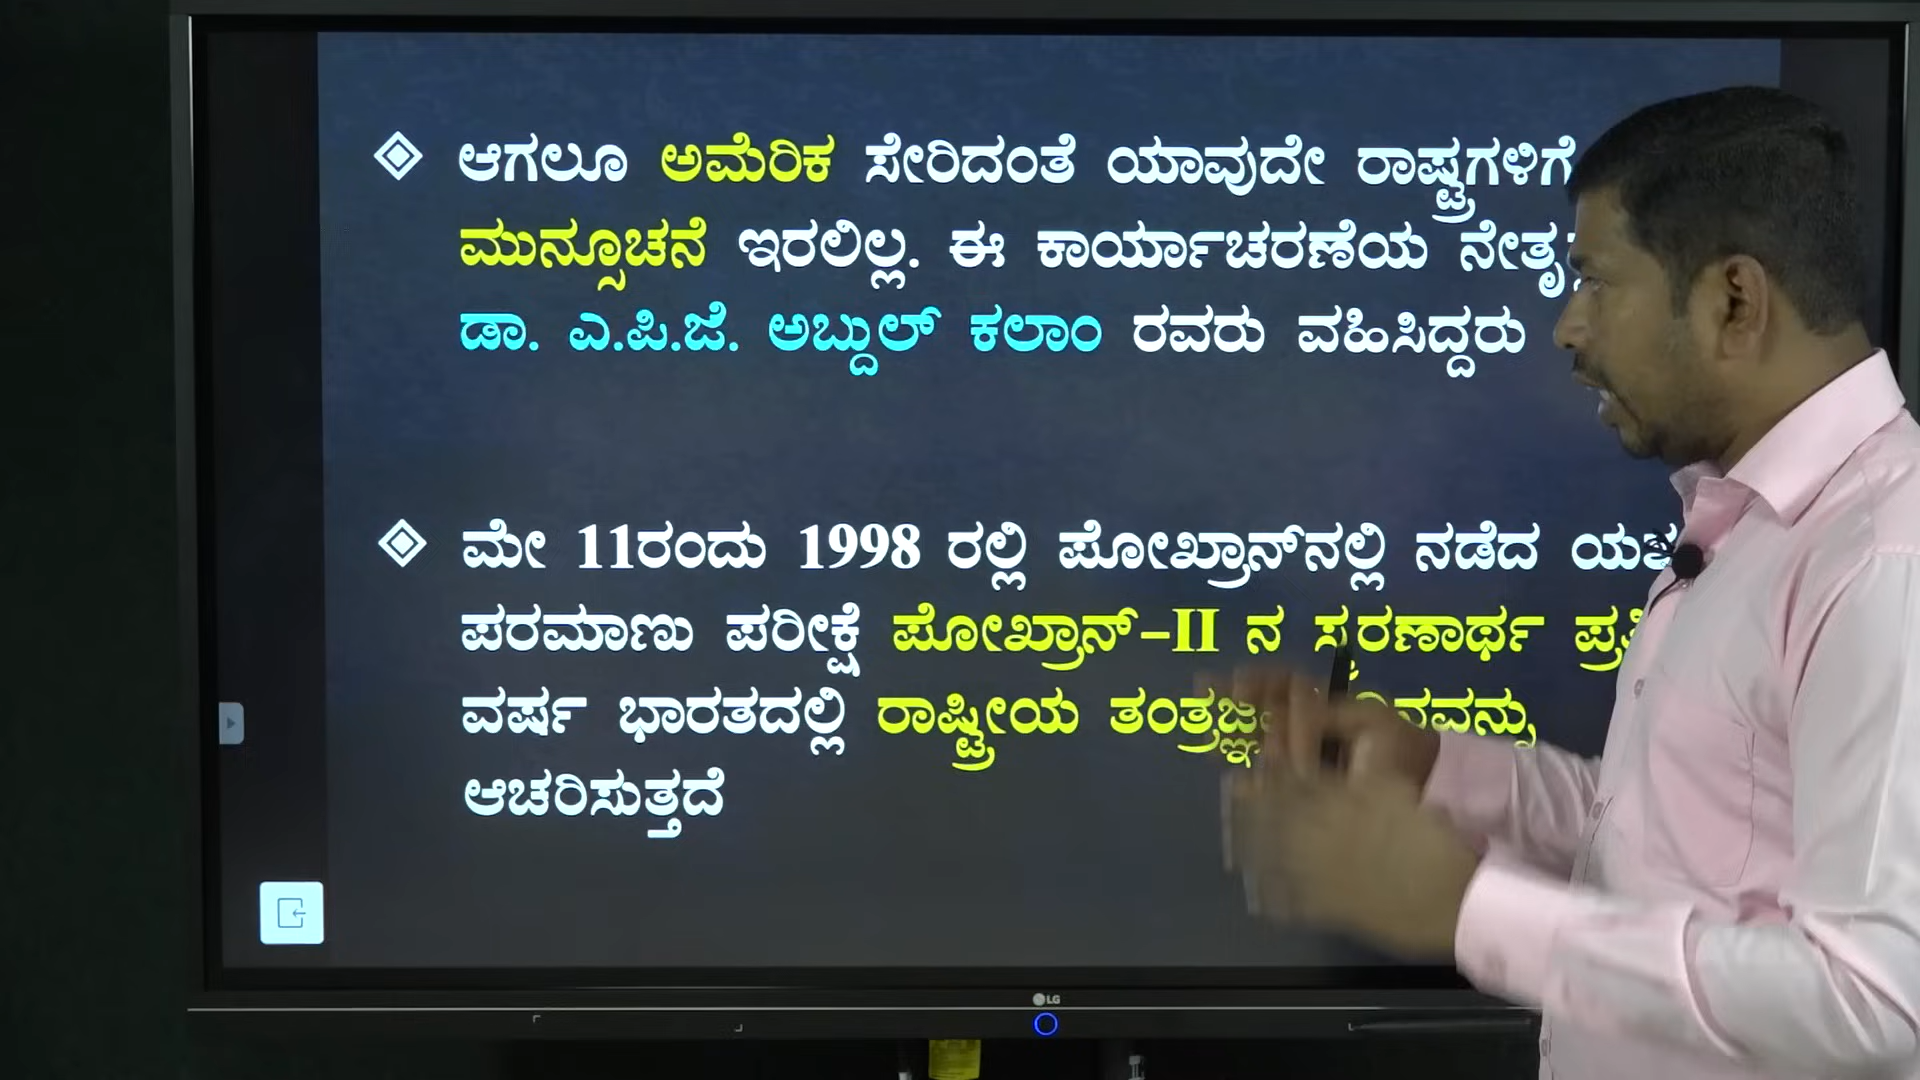 ಆಗಲೂ ಅಮೆರಿಕ ಸೇರಿದಂತೆ ಯಾವುದೇ ರಾಷ್ಟ್ರಗಳಿಗೆ
ಮುನ್ಸೂಚನೆ ಇರಲಿಲ್ಲ. ಈ ಕಾರ್ಯಾಚರಣೆಯ
ಡಾ. ಎ.ಪಿ.ಜೆ. ಅಬ್ದುಲ್ ಕಲಾಂ ರವರು ವಹಿಸಿದ್ದರು
ಮೇ 11ರಂದು 1998 ರಲ್ಲಿ ಪೋಖ್ರಾನ್‌ನಲ್ಲಿ ನಡೆದ
ಪರಮಾಣು ಪರೀಕ್ಷೆ ಪೋಖ್ರಾನ್-II ನ ಸ್ಮರಣಾರ್ಥ
ವರ್ಷ ಭಾರತದಲ್ಲಿ ರಾಷ್ಟ್ರೀಯ
ಆಚರಿಸುತ್ತದೆ
LG